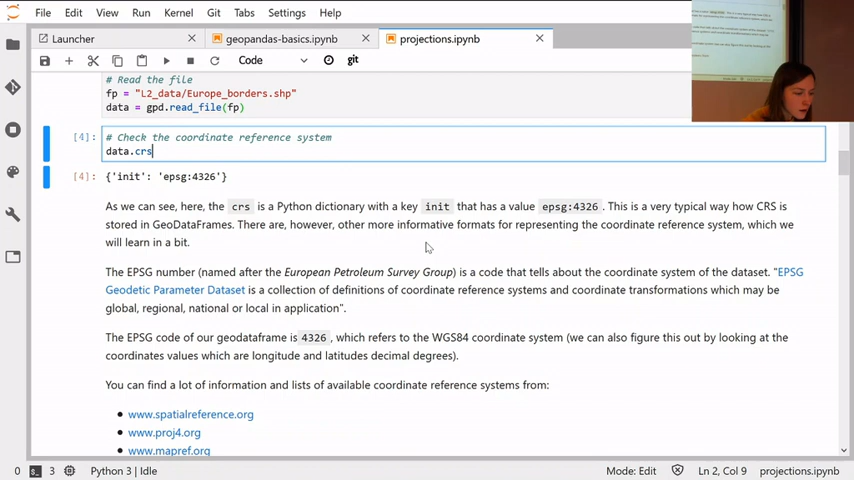 File Edit View Run Kernel Git Tabs Settings Help
Launcher geopandas-basics.ipynb projections.ipynb
Code git
# Read the file
fp = "L2_data/Europe_borders.shp"
data = gpd.read_file(fp)
[4]: # Check the coordinate reference system
data.crs
[4]: {'init': 'epsg:4326'}
As we can see, here, the crs is a Python dictionary with a key init that has a value epsg:4326. This is a very typical way how CRS is
stored in GeoDataFrames. There are, however, other more informative formats for representing the coordinate reference system, which we
will learn in a bit.
The EPSG number (named after the European Petroleum Survey Group) is a code that tells about the coordinate system of the dataset. "EPSG
Geodetic Parameter Dataset is a collection of definitions of coordinate reference systems and coordinate transformations which may be
global, regional, national or local in application".
The EPSG code of our geodataframe is 4326, which refers to the WGS84 coordinate system (we can also figure this out by looking at the
coordinates values which are longitude and latitudes decimal degrees).
You can find a lot of information and lists of available coordinate reference systems from:
• www.spatialreference.org
• www.proj4.org
• www.mapref.org
0 3 Python 3 | Idle Mode: Edit Ln 2, Col 9 projections.ipynb